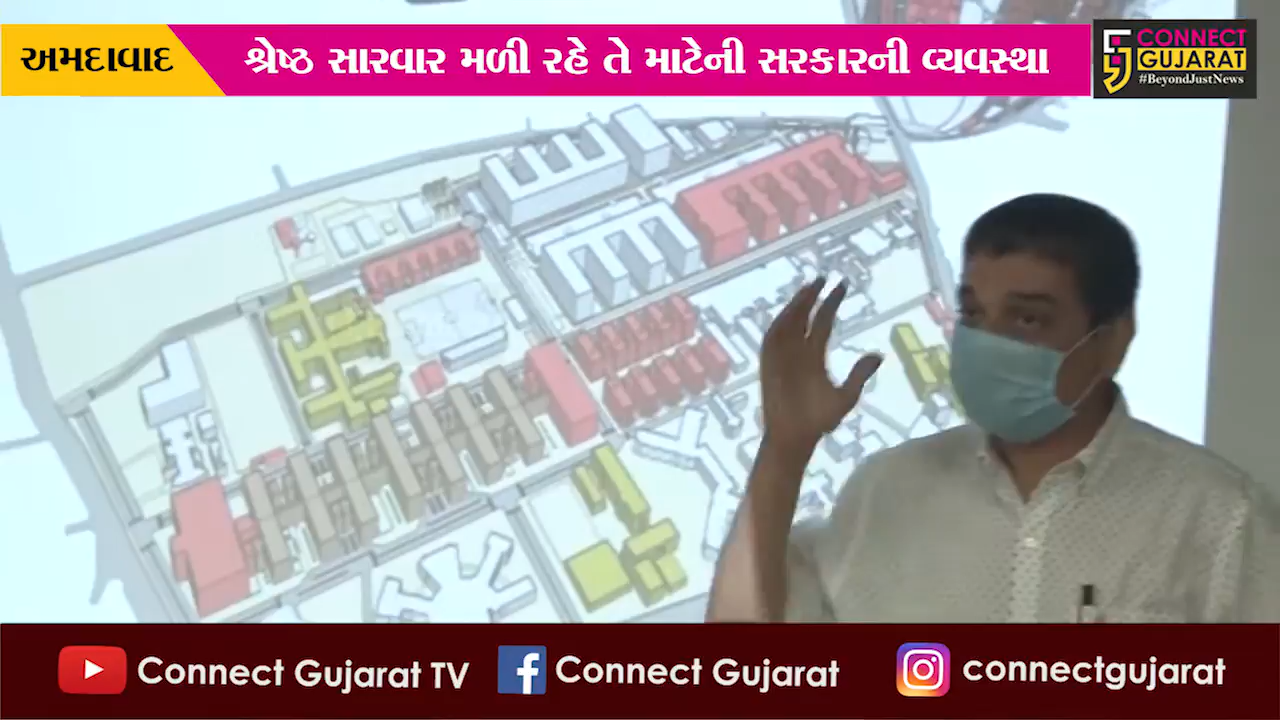 અમદાવાદ
શ્રેષ્ઠ સારવાર મળી રહે તે માટેની સરકારની વ્યવસ્થા
CONNECT
GUJARAT
#BeyondJustNews
Connect Gujarat TV
Connect Gujarat
connectgujarat